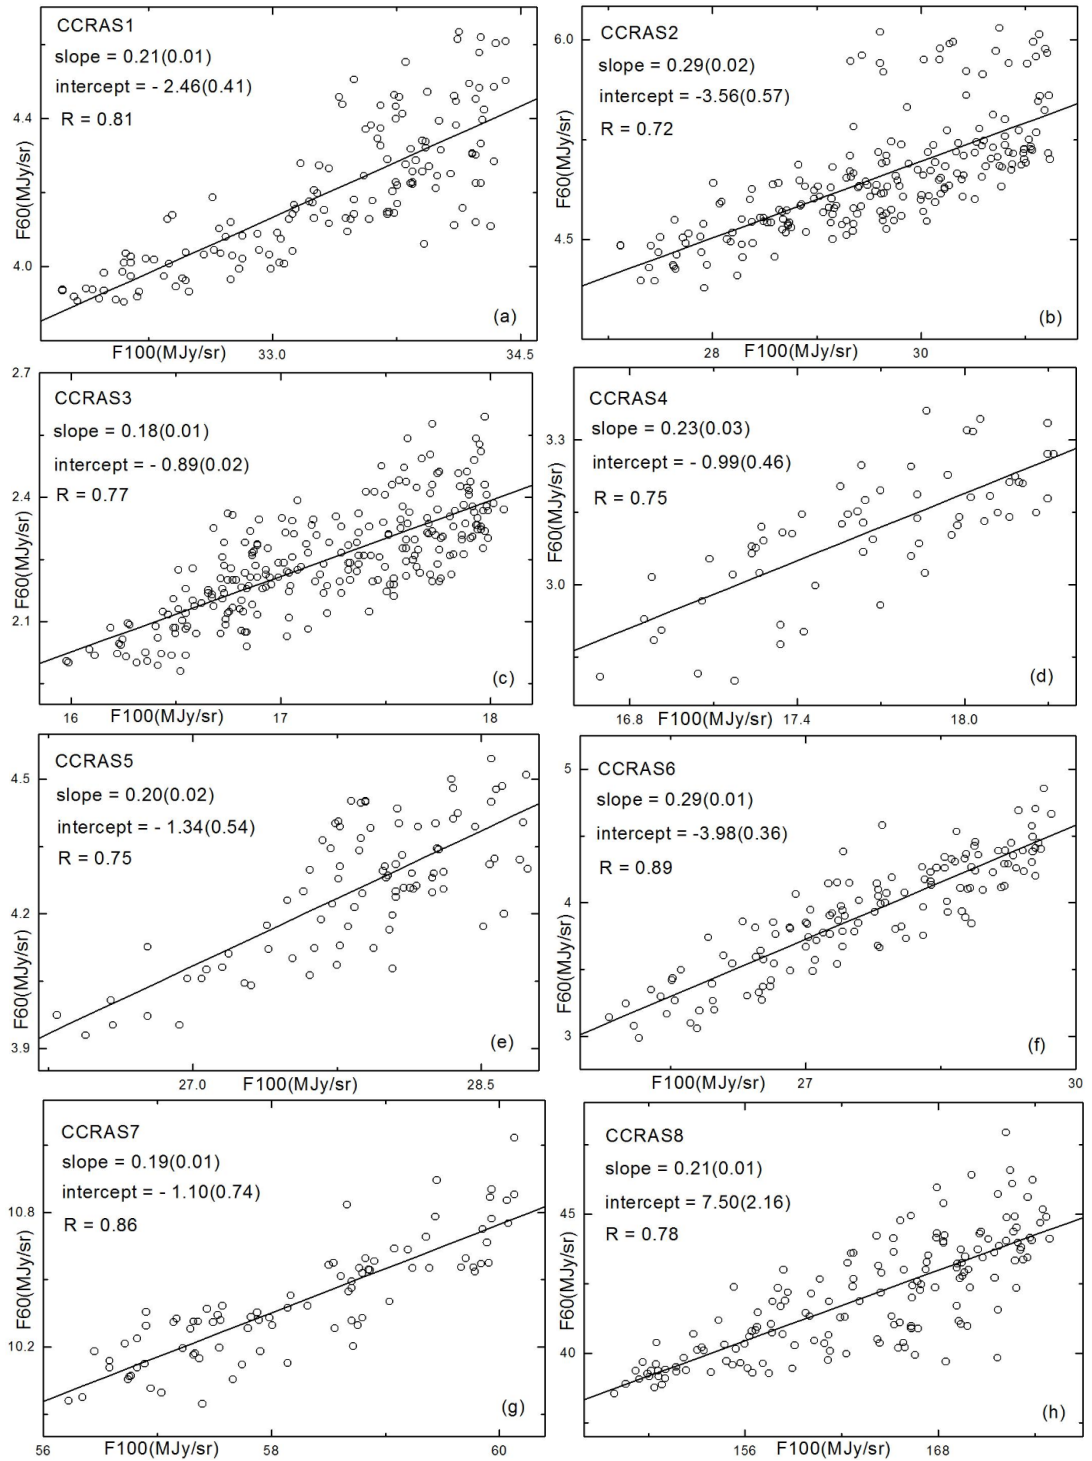 CCRAS1
slope = 0.21(0.01)
intercept = - 2.46(0.41)
R = 0.81
4.4
4.0
F60(MJy/sr)
(a)
33.0
34.5
F100(MJy/sr)
CCRAS2
slope = 0.29(0.02)
intercept = -3.56(0.57)
R = 0.72
6.0
4.5
F60(MJy/sr)
(b)
28
30
F100(MJy/sr)
CCRAS3
slope = 0.18(0.01)
intercept = - 0.89(0.02)
R = 0.77
2.7
2.4
2.1
F60(MJy/sr)
(c)
16
17
18
F100(MJy/sr)
CCRAS4
slope = 0.23(0.03)
intercept = - 0.99(0.46)
R = 0.75
3.3
3.0
F60(MJy/sr)
(d)
16.8
17.4
18.0
F100(MJy/sr)
CCRAS5
slope = 0.20(0.02)
intercept = - 1.34(0.54)
R = 0.75
4.5
4.2
3.9
F60(MJy/sr)
(e)
27.0
28.5
F100(MJy/sr)
CCRAS6
slope = 0.29(0.01)
intercept = -3.98(0.36)
R = 0.89
5
4
3
F60(MJy/sr)
(f)
27
30
F100(MJy/sr)
CCRAS7
slope = 0.19(0.01)
intercept = - 1.10(0.74)
R = 0.86
10.8
10.2
F60(MJy/sr)
(g)
56
58
60
F100(MJy/sr)
CCRAS8
slope = 0.21(0.01)
intercept = 7.50(2.16)
R = 0.78
45
40
F60(MJy/sr)
(h)
156
168
F100(MJy/sr)